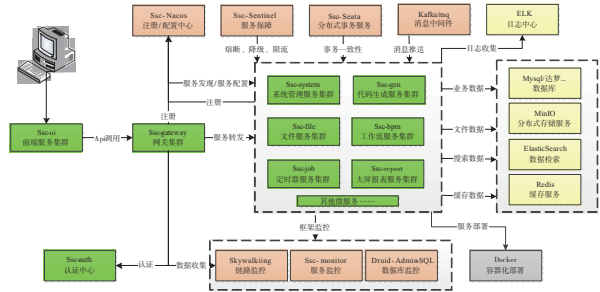 Ssc-Nacos
注册/配置中心
Ssc-Sentinel
服务保障
Ssc-Seata
分布式事务服务
Kafka/mq
消息中间件
ELK
日志中心
熔断、降级、限流
事务一致性
消息推送
日志收集
服务发现/服务配置
注册
注册
Ssc-ui
前端服务集群
Api调用
Ssc-gateway
网关集群
服务转发
Ssc-system
系统管理服务集群
Ssc-gen
代码生成服务集群
Ssc-file
文件服务集群
Ssc-bpm
工作流服务集群
Ssc-job
定时器服务集群
Ssc-report
大屏报表服务集群
其他微服务……
业务数据
文件数据
搜索数据
缓存数据
Mysql/达梦...
数据库
MinIO
分布式存储服务
ElasticSearch
数据检索
Redis
缓存服务
框架监控
服务部署
Ssc-auth
认证中心
认证
数据收集
Skywalkiing
链路监控
Ssc- monitor
服务监控
Druid - AdminSQL
数据库监控
Docker
容器化部署